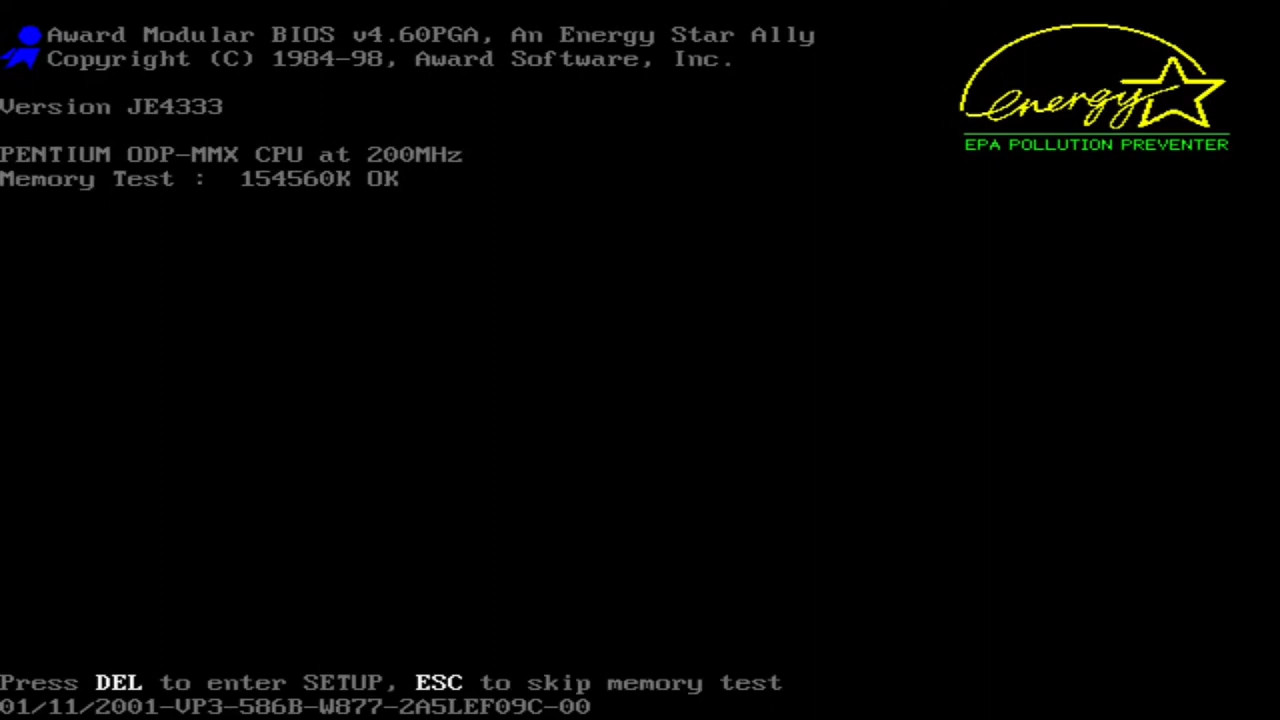 Award Modular BIOS v4.60PGA, An Energy Star Ally
Copyright (C) 1984-98, Award Software, Inc.
energy
EPA POLLUTION PREVENTER
Version JE4333
PENTIUM ODP-MMX CPU at 200MHz
Memory Test :  154560K OK
Press DEL to enter SETUP, ESC to skip memory test
01/11/2001-VP3-586B-W877-2A5LEF09C-00